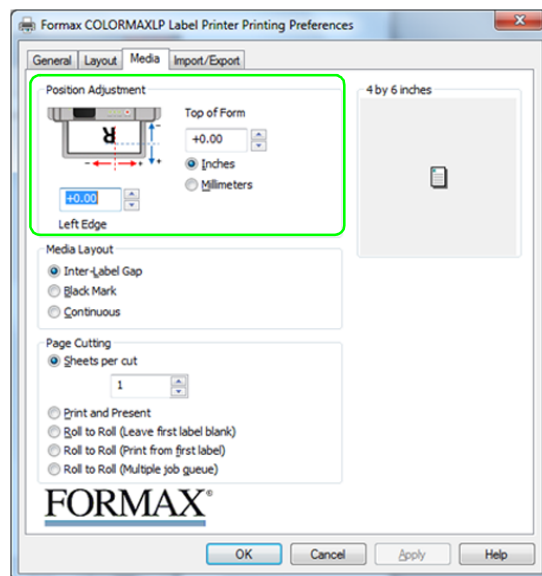 Formax COLORMAXLP Label Printer Printing Preferences
General Layout Media Import/Export
Position Adjustment
Top of Form
R
+0.00
Inches
Millimeters
+0.00
Left Edge
4 by 6 inches
Media Layout
Inter-Label Gap
Black Mark
Continuous
Page Cutting
Sheets per cut
1
Print and Present
Roll to Roll (Leave first label blank)
Roll to Roll (Print from first label)
Roll to Roll (Multiple job queue)
FORMAX®
OK Cancel Apply Help